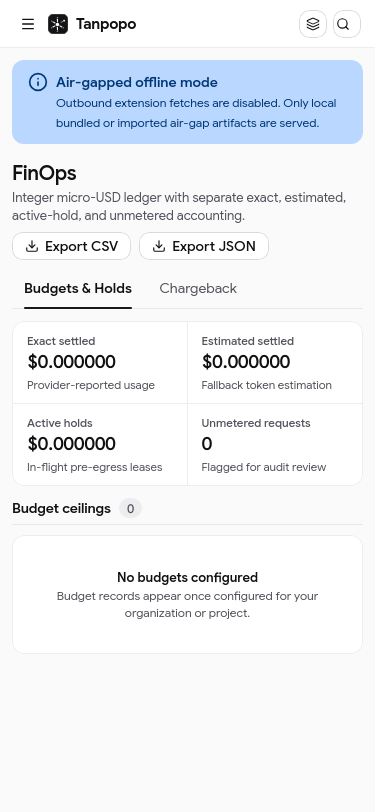 Tanpopo
Air-gapped offline mode
Outbound extension fetches are disabled. Only local
bundled or imported air-gap artifacts are served.
FinOps
Integer micro-USD ledger with separate exact, estimated,
active-hold, and unmetered accounting.
Export CSV
Export JSON
Budgets & Holds
Chargeback
Exact settled
$0.000000
Provider-reported usage
Estimated settled
$0.000000
Fallback token estimation
Active holds
$0.000000
In-flight pre-egress leases
Unmetered requests
0
Flagged for audit review
Budget ceilings 0
No budgets configured
Budget records appear once configured for your
organization or project.